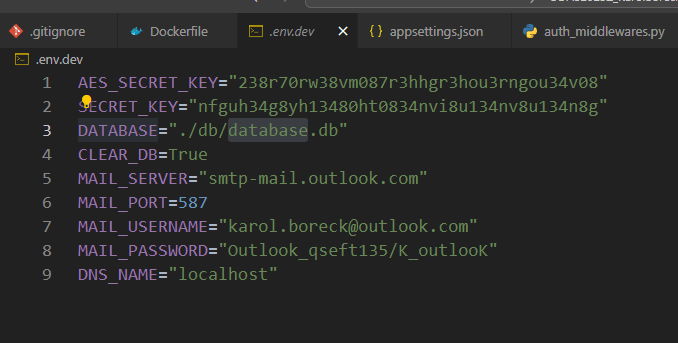 .gitignore Dockerfile .env.dev appsettings.json auth_middlewares.py
.env.dev
1 AES_SECRET_KEY="238r70rw38vm087r3hhgr3hou3rngou34v08"
2 SECRET_KEY="nfguh34g8yh13480ht0834nvi8u134nv8u134n8g"
3 DATABASE="./db/database.db"
4 CLEAR_DB=True
5 MAIL_SERVER="smtp-mail.outlook.com"
6 MAIL_PORT=587
7 MAIL_USERNAME="karol.boreck@outlook.com"
8 MAIL_PASSWORD="Outlook_qseft135/K_outlooK"
9 DNS_NAME="localhost"